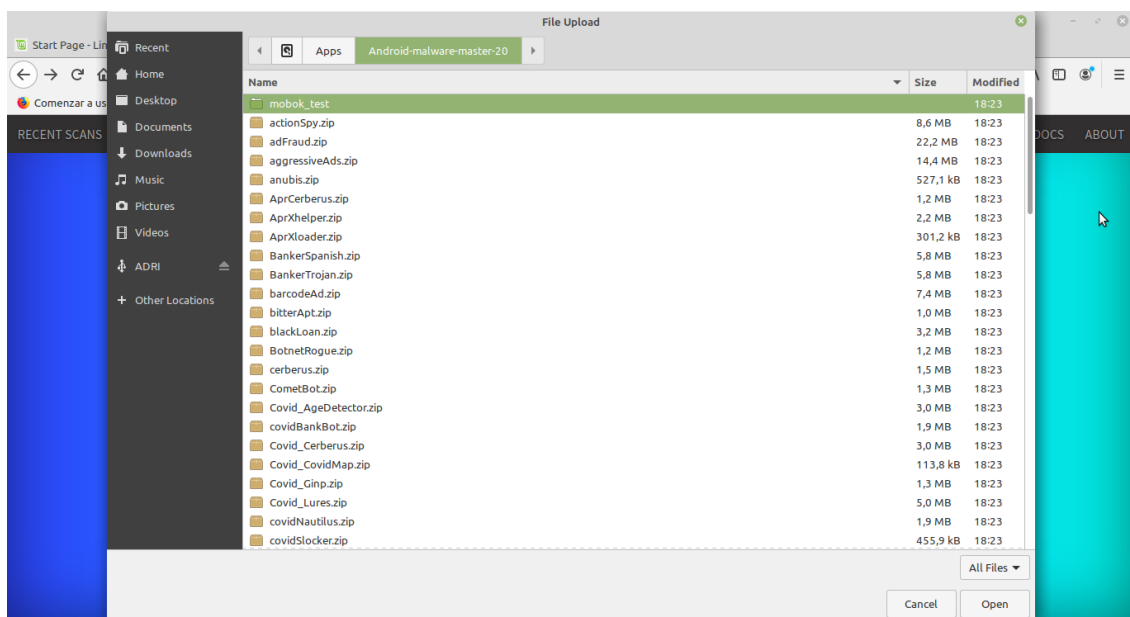 File Upload
Start Page - Lin
Recent
Apps
Android-malware-master-20
Home
Name Size Modified
Comenzar a us
Desktop
mobok_test 18:23
actionSpy.zip 8,6 MB 18:23
RECENT SCANS
Documents
adFraud.zip 22,2 MB 18:23
DOCS ABOUT
Downloads
aggressiveAds.zip 14,4 MB 18:23
Music
anubis.zip 527,1 kB 18:23
AprCerberus.zip 1,2 MB 18:23
Pictures
AprXhelper.zip 2,2 MB 18:23
Videos
AprXloader.zip 301,2 kB 18:23
BankerSpanish.zip 5,8 MB 18:23
ADRI
BankerTrojan.zip 5,8 MB 18:23
barcodeAd.zip 7,4 MB 18:23
Other Locations
bitterApt.zip 1,0 MB 18:23
blackLoan.zip 3,2 MB 18:23
BotnetRogue.zip 1,2 MB 18:23
cerberus.zip 1,5 MB 18:23
CometBot.zip 1,3 MB 18:23
Covid_AgeDetector.zip 3,0 MB 18:23
covidBankBot.zip 1,9 MB 18:23
Covid_Cerberus.zip 3,0 MB 18:23
Covid_CovidMap.zip 113,8 kB 18:23
Covid_Ginp.zip 1,3 MB 18:23
Covid_Lures.zip 5,0 MB 18:23
covidNautilus.zip 1,9 MB 18:23
covidSlocker.zip 455,9 kB 18:23
All Files
Cancel Open